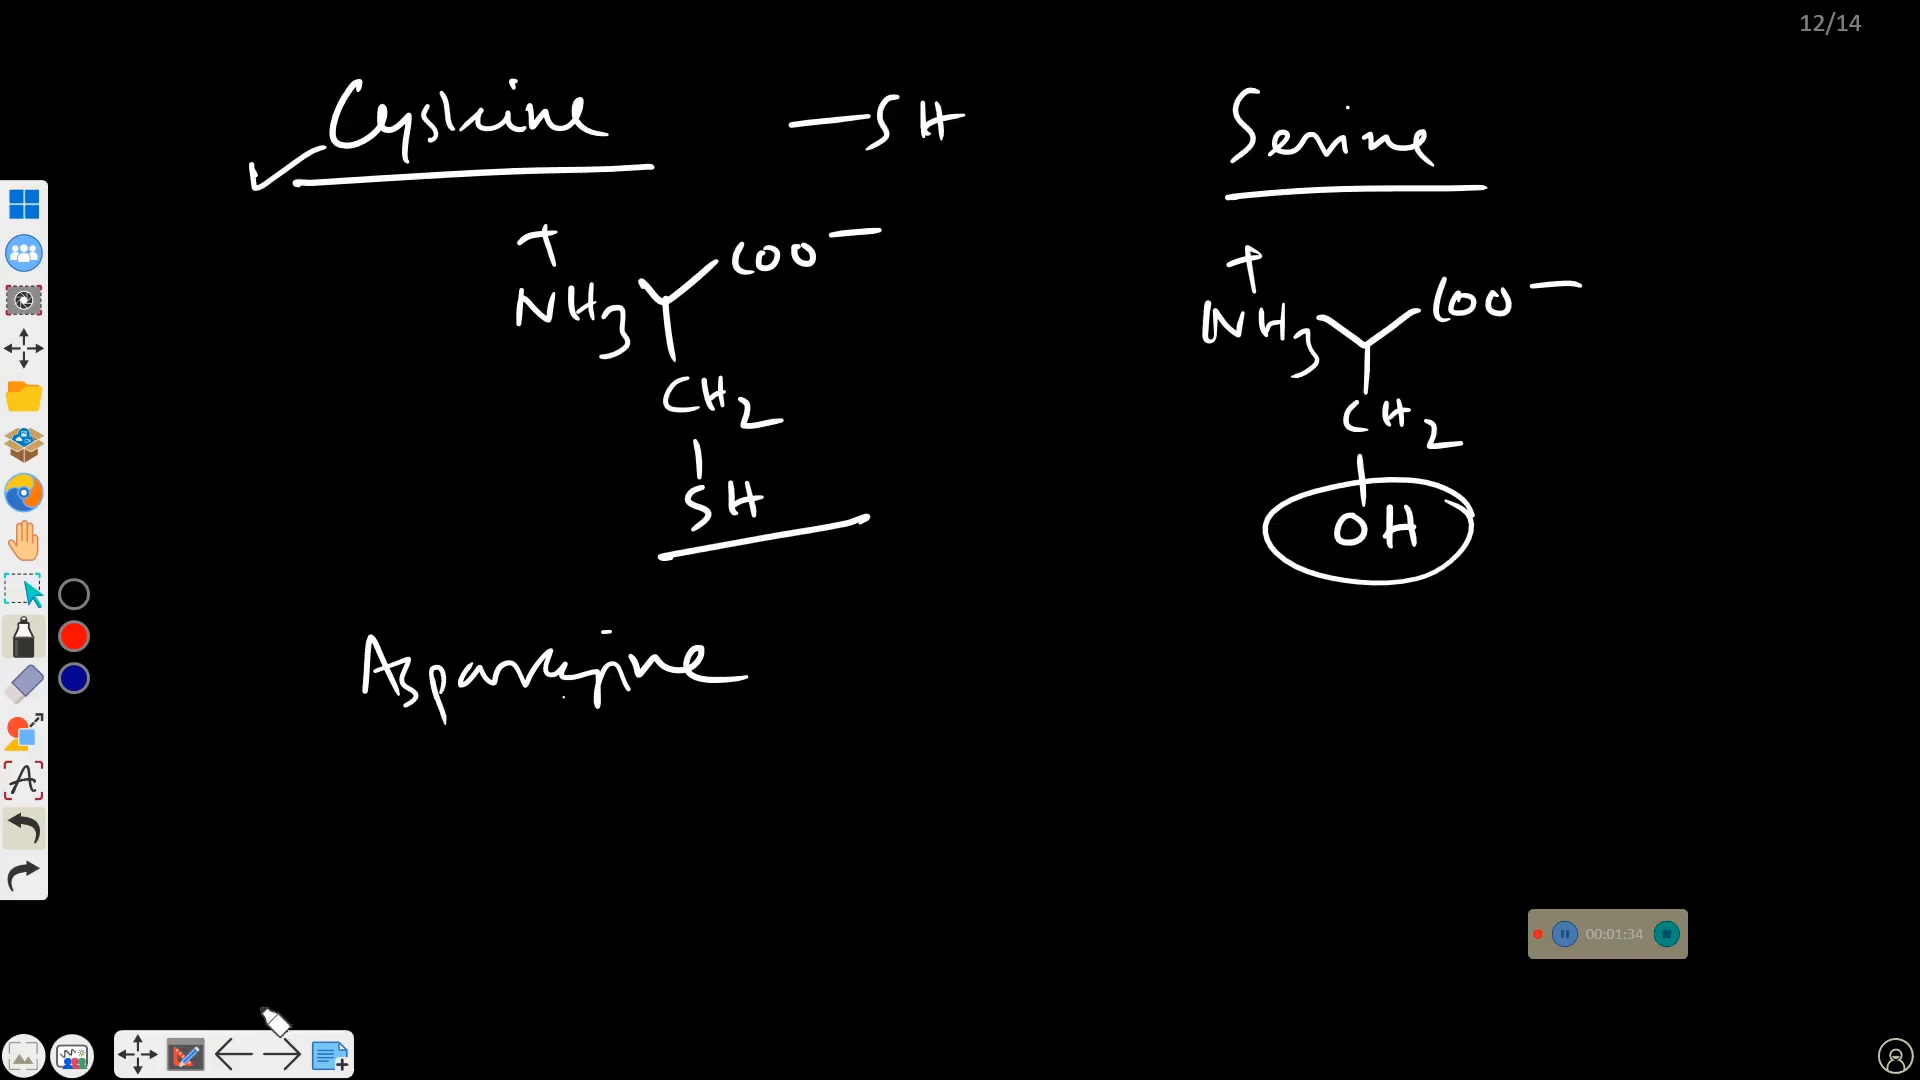 12/14
Cysteine —SH
Serine
+
NH3 COO —
CH2
SH
+
NH3 COO —
CH2
OH
Asparagine
00:01:34